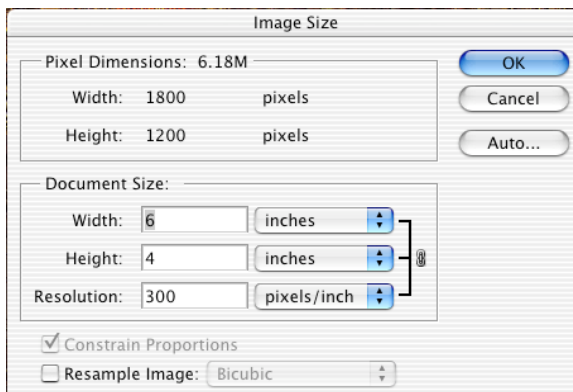 Image Size
Pixel Dimensions: 6.18M
Width: 1800 pixels
Height: 1200 pixels
OK
Cancel
Auto...
Document Size:
Width: 6 inches
Height: 4 inches
Resolution: 300 pixels/inch
Constrain Proportions
Resample Image: Bicubic